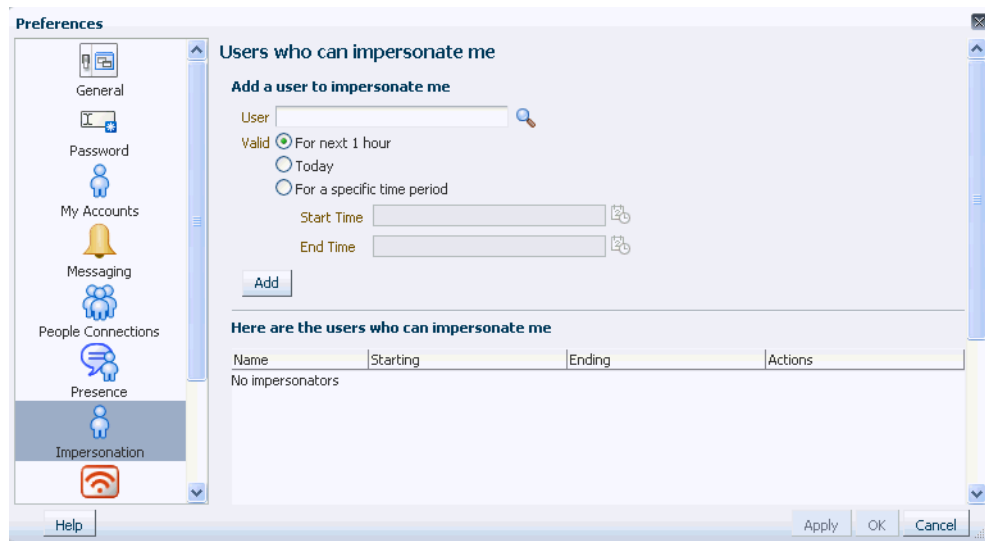 Preferences
General
Password
My Accounts
Messaging
People Connections
Presence
Impersonation
Users who can impersonate me
Add a user to impersonate me
User
Valid For next 1 hour
Today
For a specific time period
Start Time
End Time
Add
Here are the users who can impersonate me
Name Starting Ending Actions
No impersonators
Help Apply OK Cancel